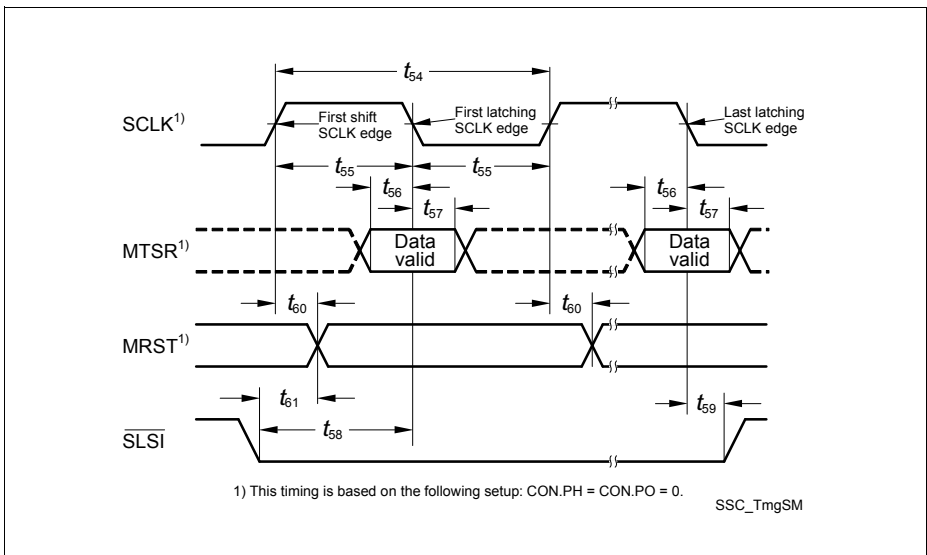 t54
SCLK1)
First shift
SCLK edge
First latching
SCLK edge
Last latching
SCLK edge
t55
t55
t56
t57
t56
t57
MTSR1)
Data
valid
Data
valid
t60
t60
MRST1)
t61
t59
t58
SLSI
1) This timing is based on the following setup: CON.PH = CON.PO = 0.
SSC_TmgSM